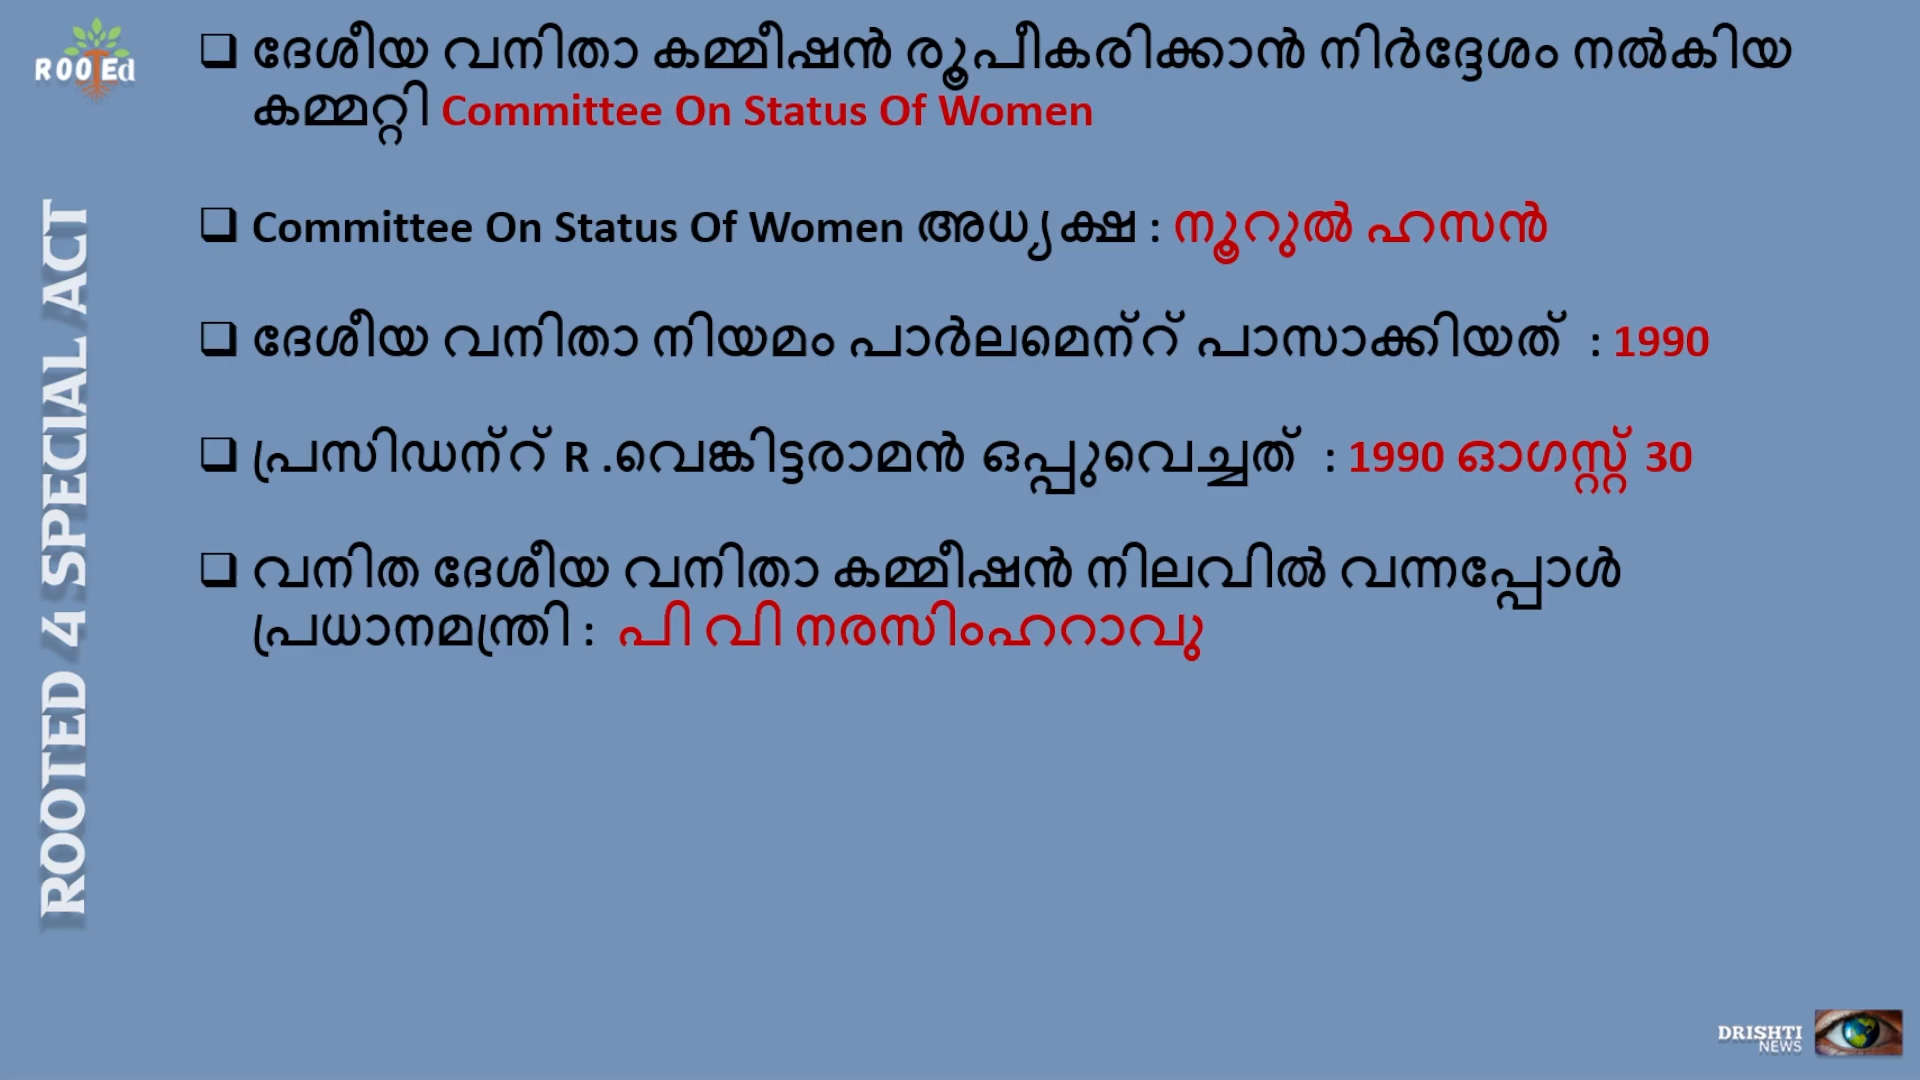 ROOTEd
ROOTED 4 SPECIAL ACT
ദേശീയ വനിതാ കമ്മീഷൻ രൂപീകരിക്കാൻ നിർദ്ദേശം നൽകിയ
കമ്മറ്റി Committee On Status Of Women
Committee On Status Of Women അധ്യക്ഷ : നൂറുൽ ഹസൻ
ദേശീയ വനിതാ നിയമം പാർലമെന്റ് പാസാക്കിയത് : 1990
പ്രസിഡന്റ് R .വെങ്കിട്ടരാമൻ ഒപ്പുവെച്ചത് : 1990 ഓഗസ്റ്റ് 30
വനിത ദേശീയ വനിതാ കമ്മീഷൻ നിലവിൽ വന്നപ്പോൾ
പ്രധാനമന്ത്രി : പി വി നരസിംഹറാവു
DRISHTI
NEWS